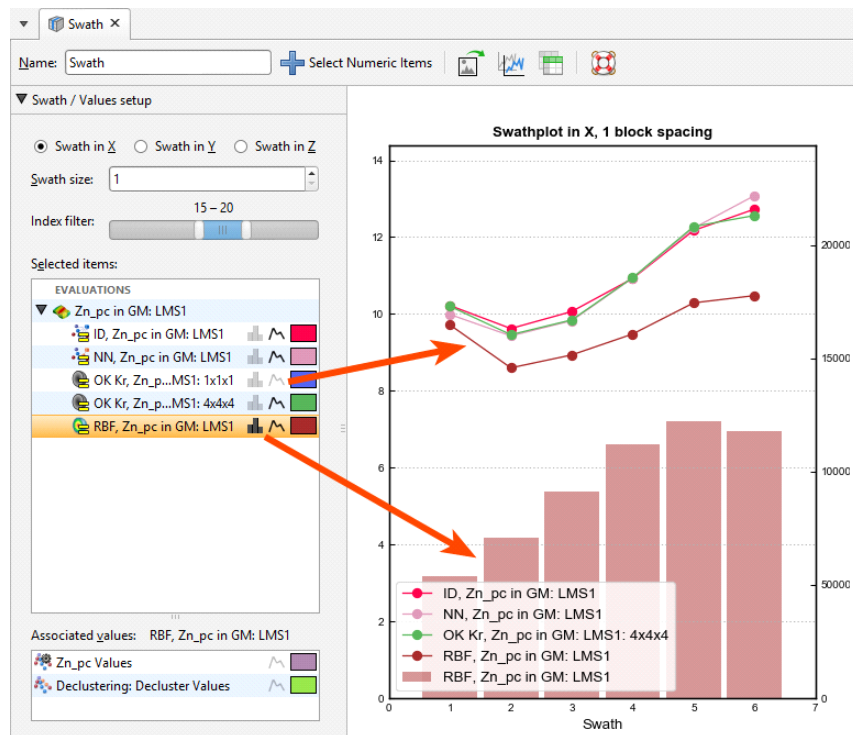 Swath
Name: Swath Select Numeric Items
Swath / Values setup
Swath in X Swath in Y Swath in Z
Swath size: 1
15 – 20
Index filter:
Selected items:
EVALUATIONS
Zn_pc in GM: LMS1
ID, Zn_pc in GM: LMS1
NN, Zn_pc in GM: LMS1
OK Kr, Zn_p...MS1: 1x1x1
OK Kr, Zn_p...MS1: 4x4x4
RBF, Zn_pc in GM: LMS1
Associated values: RBF, Zn_pc in GM: LMS1
Zn_pc Values
Declustering: Decluster Values
Swathplot in X, 1 block spacing
14
12
10
8
6
4
2
0
20000
15000
10000
50000
0
ID, Zn_pc in GM: LMS1
NN, Zn_pc in GM: LMS1
OK Kr, Zn_pc in GM: LMS1: 4x4x4
RBF, Zn_pc in GM: LMS1
RBF, Zn_pc in GM: LMS1
0 1 2 3 4 5 6 7
Swath